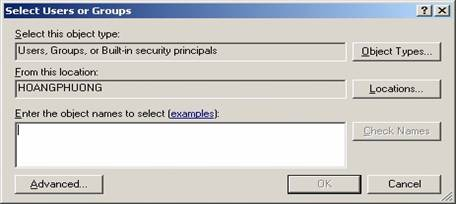 Select Users or Groups
Select this object type:
Users, Groups, or Built-in security principals
Object Types...
From this location:
HOANGPHUONG
Locations...
Enter the object names to select (examples):
Check Names
Advanced...
OK
Cancel